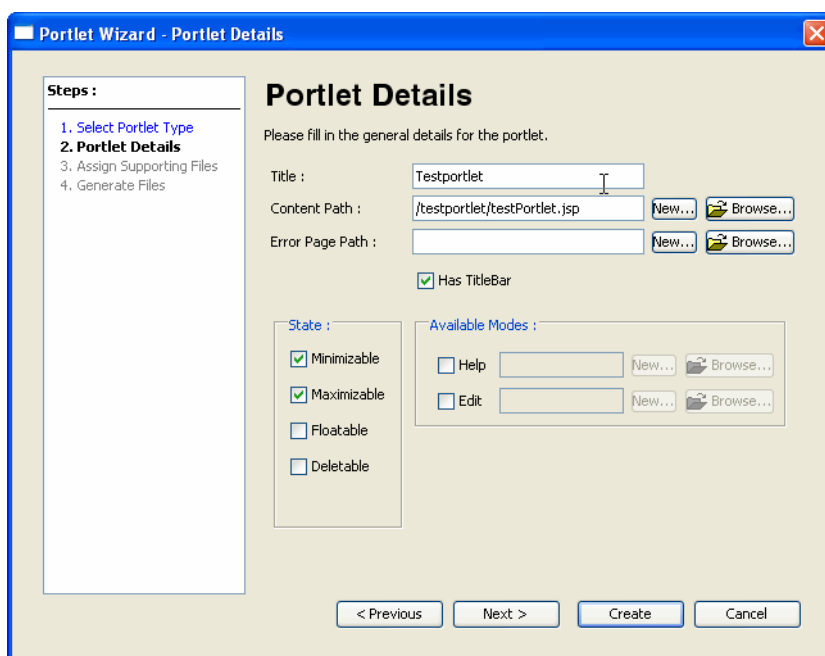 Portlet Wizard - Portlet Details
Steps :
1. Select Portlet Type
2. Portlet Details
3. Assign Supporting Files
4. Generate Files
Portlet Details
Please fill in the general details for the portlet.
Title : Testportlet
Content Path : /testportlet/testPortlet.jsp New... Browse...
Error Page Path : New... Browse...
Has TitleBar
State :
Minimizable
Maximizable
Floatable
Deletable
Available Modes :
Help New... Browse...
Edit New... Browse...
< Previous Next > Create Cancel